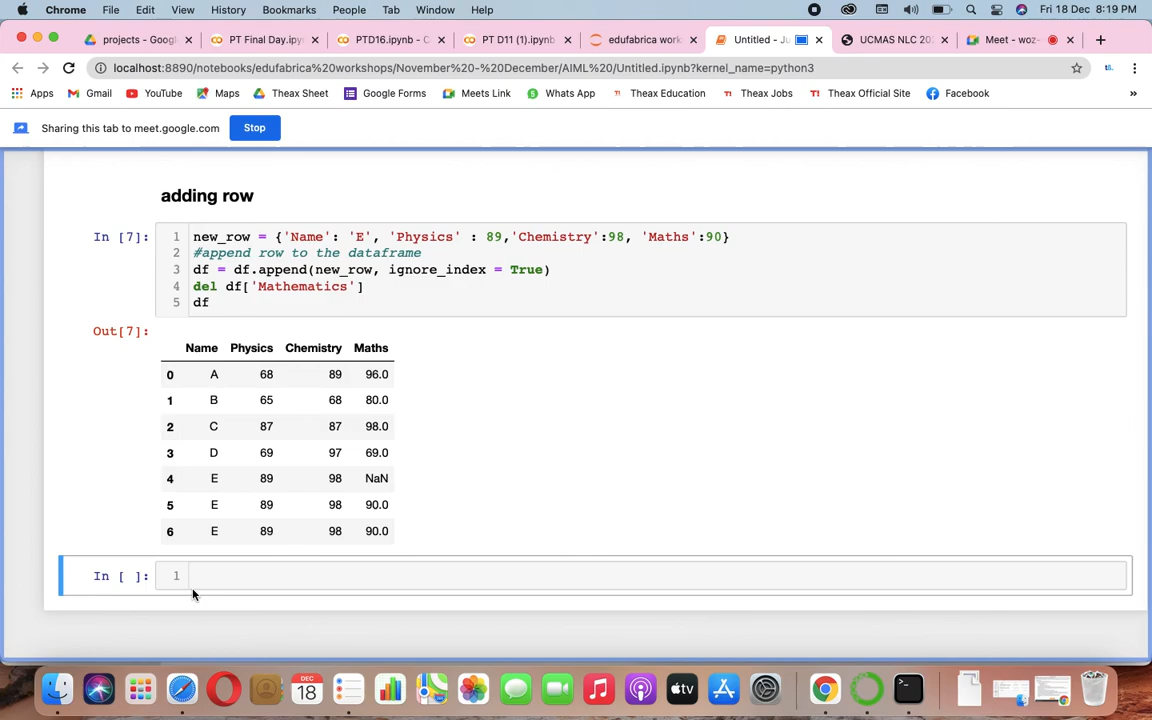 Chrome File Edit View History Bookmarks People Tab Window Help Fri 18 Dec 8:19 PM
projects - Googl PT Final Day.ipy PTD16.ipynb - C PT D11 (1).ipynb edufabrica work Untitled - Ju UCMAS NLC 20 Meet - woz-
localhost:8890/notebooks/edufabrica%20workshops/November%20-%20December/AIML%20/Untitled.ipynb?kernel_name=python3
Apps Gmail YouTube Maps Theax Sheet Google Forms Meets Link Whats App Theax Education Theax Jobs Theax Official Site Facebook »
Sharing this tab to meet.google.com Stop
adding row
In [7]: 1 new_row = {'Name': 'E', 'Physics' : 89,'Chemistry':98, 'Maths':90}
2 #append row to the dataframe
3 df = df.append(new_row, ignore_index = True)
4 del df['Mathematics']
5 df
Out[7]:
Name Physics Chemistry Maths
0 A 68 89 96.0
1 B 65 68 80.0
2 C 87 87 98.0
3 D 69 97 69.0
4 E 89 98 NaN
5 E 89 98 90.0
6 E 89 98 90.0
In [ ]: 1
DEC
18
tv